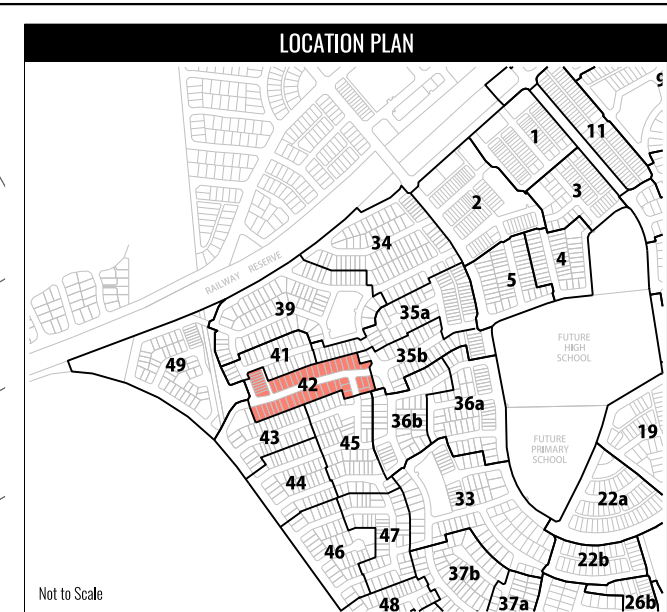 LOCATION PLAN
9
1
11
3
2
34
4
RAILWAY RESERVE
5
39
35a
FUTURE
HIGH
SCHOOL
41
35b
49
42
36a
36b
43
45
19
FUTURE
PRIMARY
SCHOOL
44
33
22a
47
46
22b
37b
Not to Scale
48
37a
26b